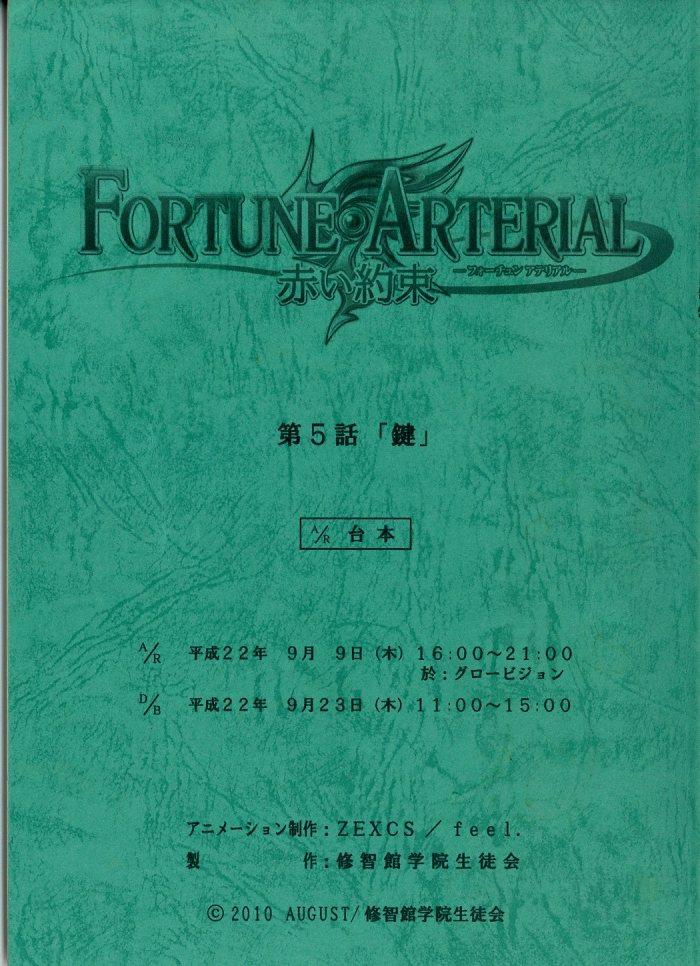 FORTUNE ARTERIAL
赤い約束
―フォーチュン アテリアル―
第5話「鍵」
A/R 台本
A/R 平成22年 9月 9日(木) 16:00～21:00
於:グロービジョン
D/B 平成22年 9月23日(木) 11:00～15:00
アニメーション制作:ZEXCS／feel.
製 作:修智館学院生徒会
©2010 AUGUST/修智館学院生徒会